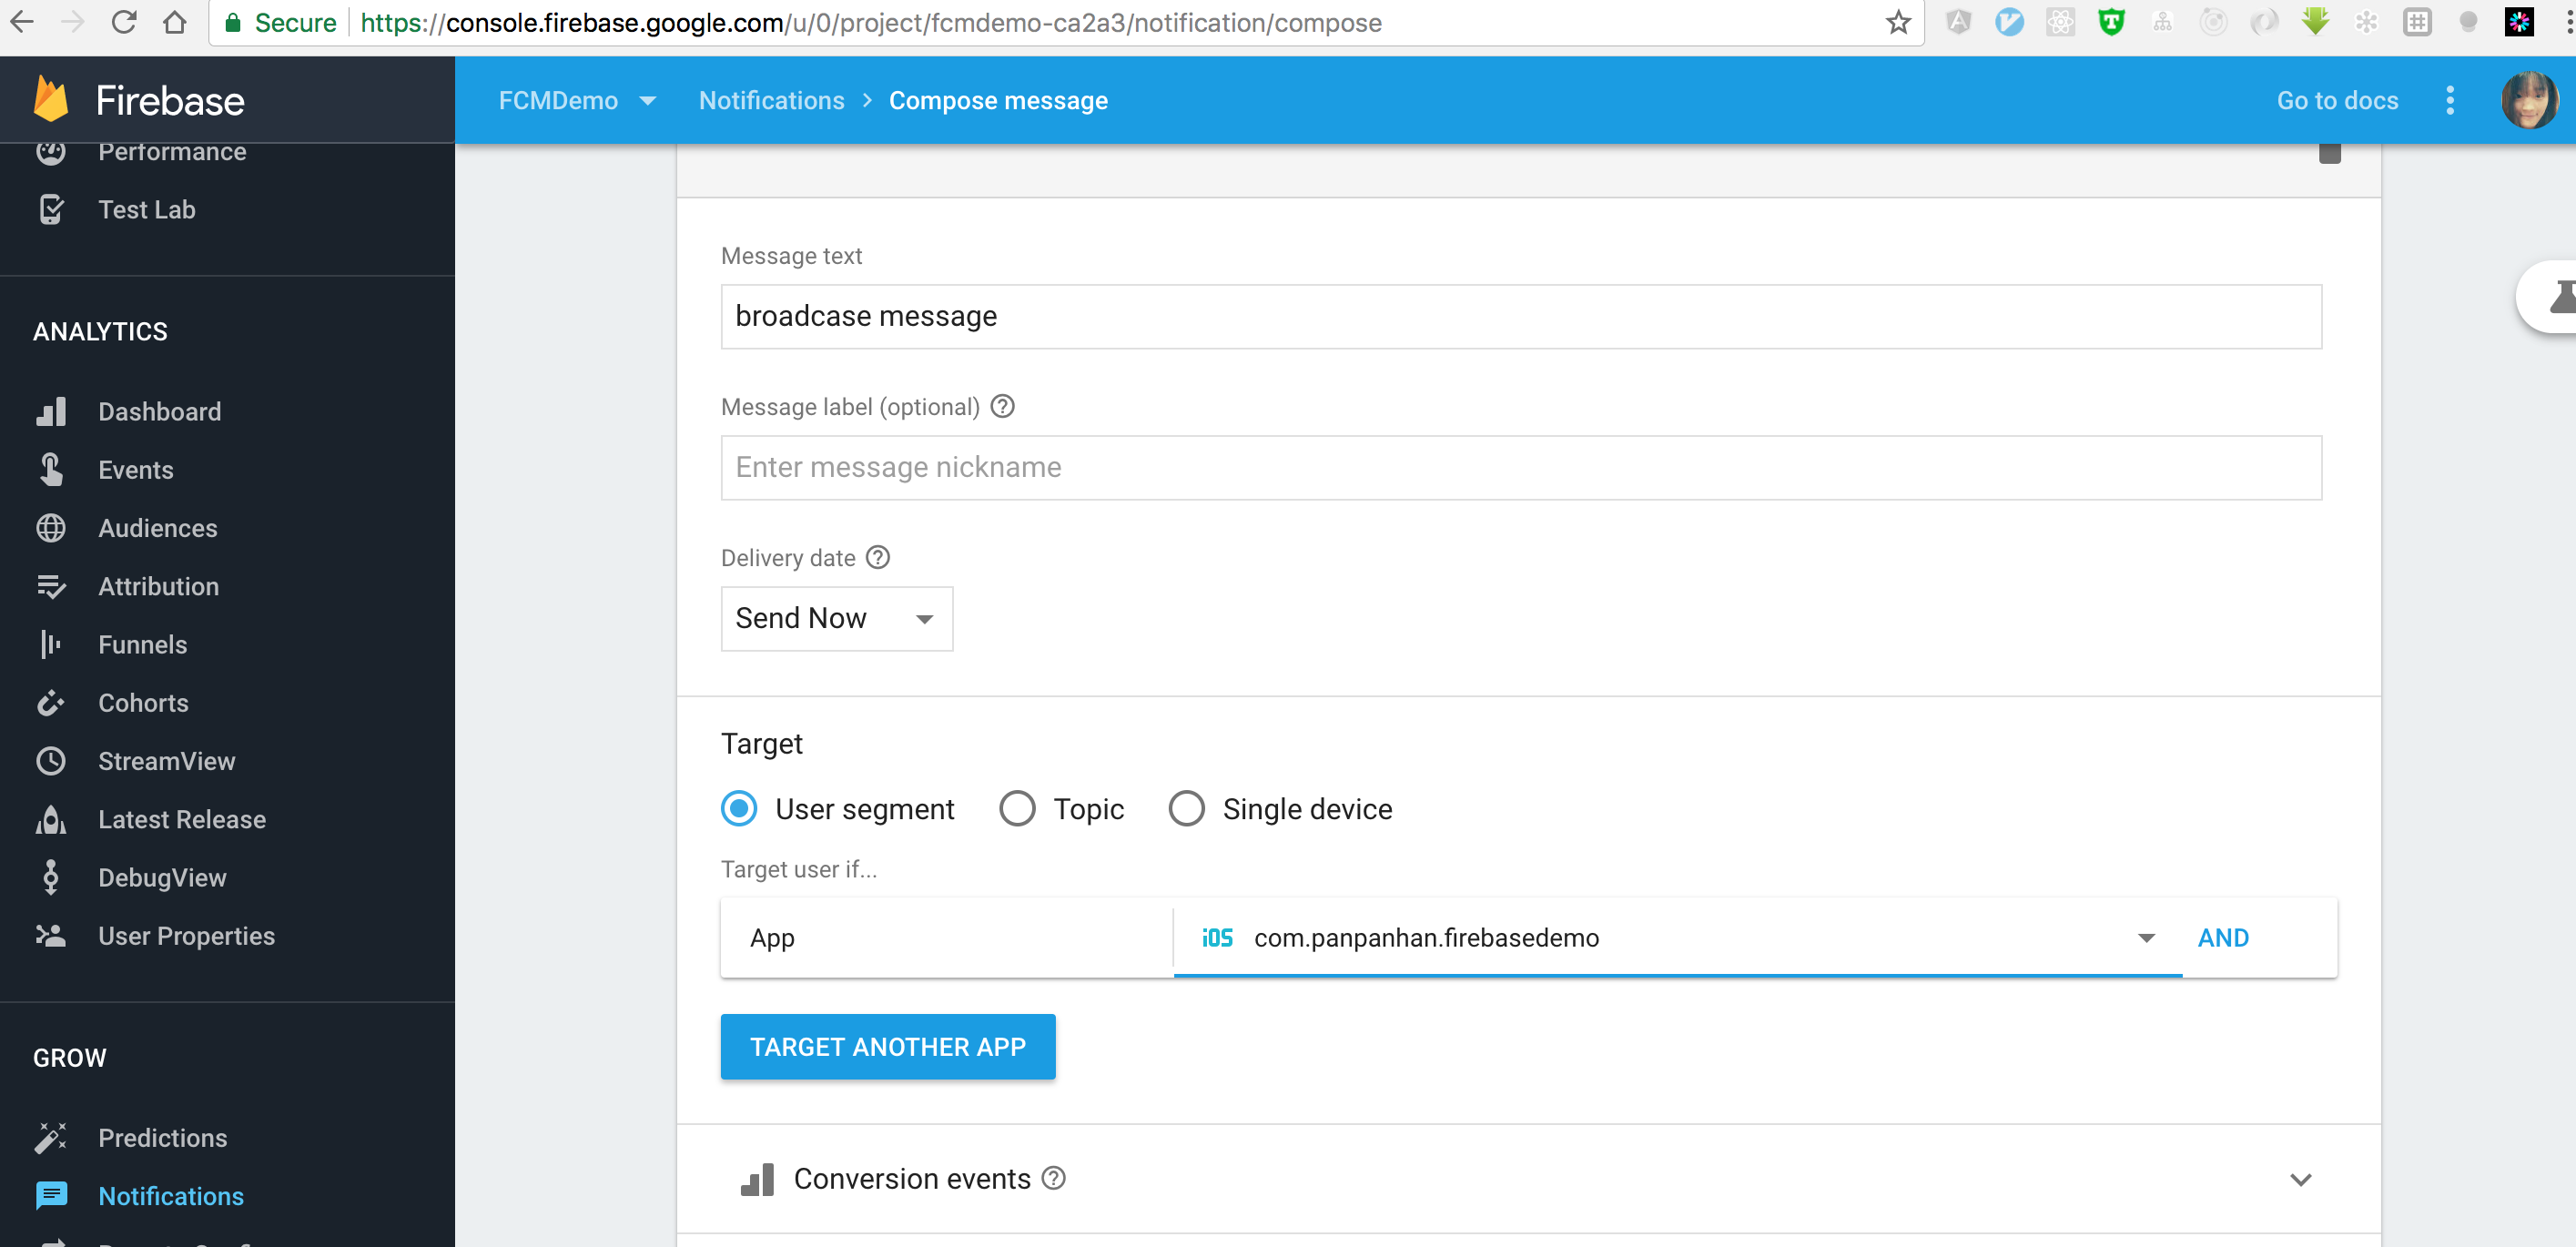 Secure https://console.firebase.google.com/u/0/project/fcmdemo-ca2a3/notification/compose
Firebase
FCMDemo
Notifications > Compose message
Go to docs
Performance
Test Lab
ANALYTICS
Dashboard
Events
Audiences
Attribution
Funnels
Cohorts
StreamView
Latest Release
DebugView
User Properties
GROW
Predictions
Notifications
Message text
broadcase message
Message label (optional)
Enter message nickname
Delivery date
Send Now
Target
User segment
Topic
Single device
Target user if...
App
iOS com.panpanhan.firebasedemo
AND
TARGET ANOTHER APP
Conversion events